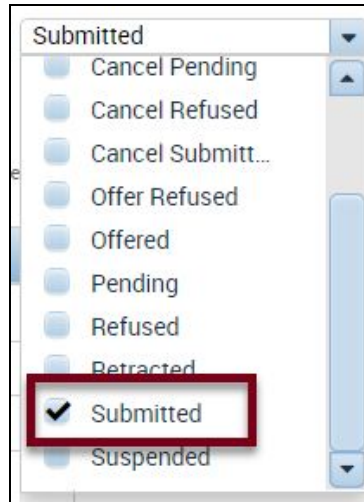 Submitted
Cancel Pending
Cancel Refused
Cancel Submitt...
Offer Refused
Offered
Pending
Refused
Retracted
Submitted
Suspended